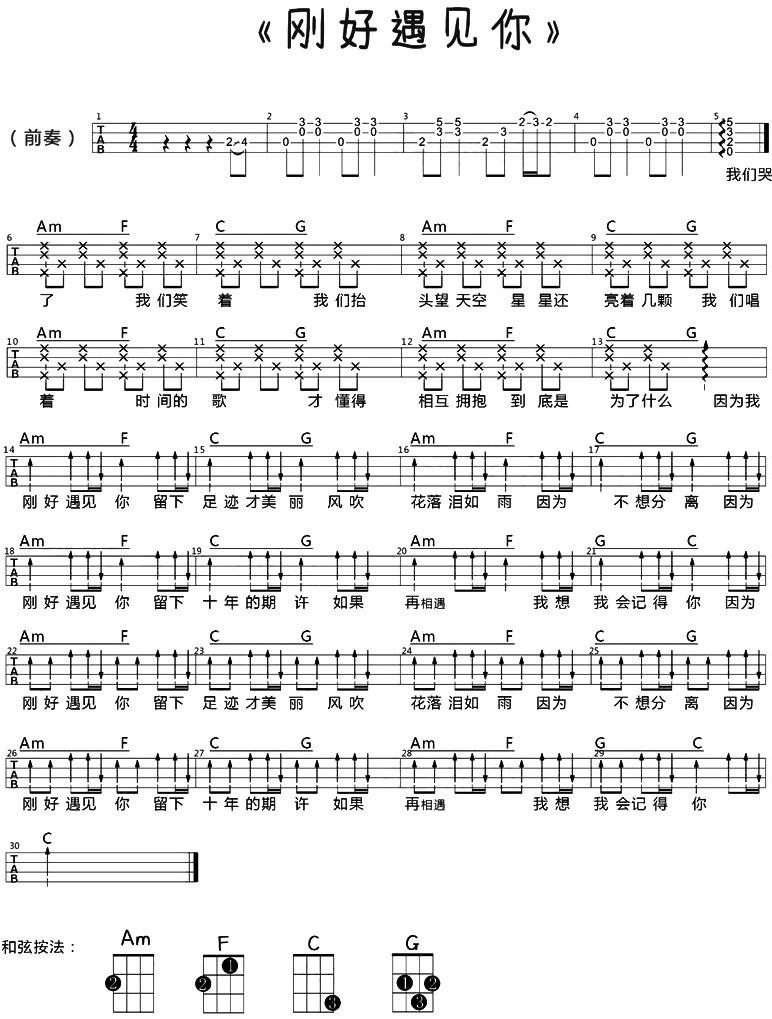 《刚好遇见你》
1 2 3 4 5
(前奏) TAB 4/4 2 4 0 3 0 3 0 0 3 0 3 0 2 5 3 5 3 2 3 2 3 2 0 3 0 3 0 0 3 0 3 0 5 3 2 0
我们哭
Am F C G Am F C G
6 7 8 9
TAB
了 我们笑 着 我们抬 头望天空 星星还 亮着几颗 我们唱
Am F C G Am F C G
10 11 12 13
TAB
着 时间的 歌 才懂得 相互拥抱 到底是 为了什么 因为我
Am F C G Am F C G
14 15 16 17
TAB
刚好遇见 你 留下 足迹才美 丽 风吹 花落泪如 雨 因为 不想分 离 因为
Am F C G Am F G C
18 19 20 21
TAB
刚好遇见 你 留下 十年的期 许 如果 再相遇 我想 我会记得 你 因为
Am F C G Am F C G
22 23 24 25
TAB
刚好遇见 你 留下 足迹才美 丽 风吹 花落泪如 雨 因为 不想分 离 因为
Am F C G Am F G C
26 27 28 29
TAB
刚好遇见 你 留下 十年的期 许 如果 再相遇 我想 我会记得 你
C
30
TAB
和弦按法： Am F C G
2 1 2 3 1 2 3